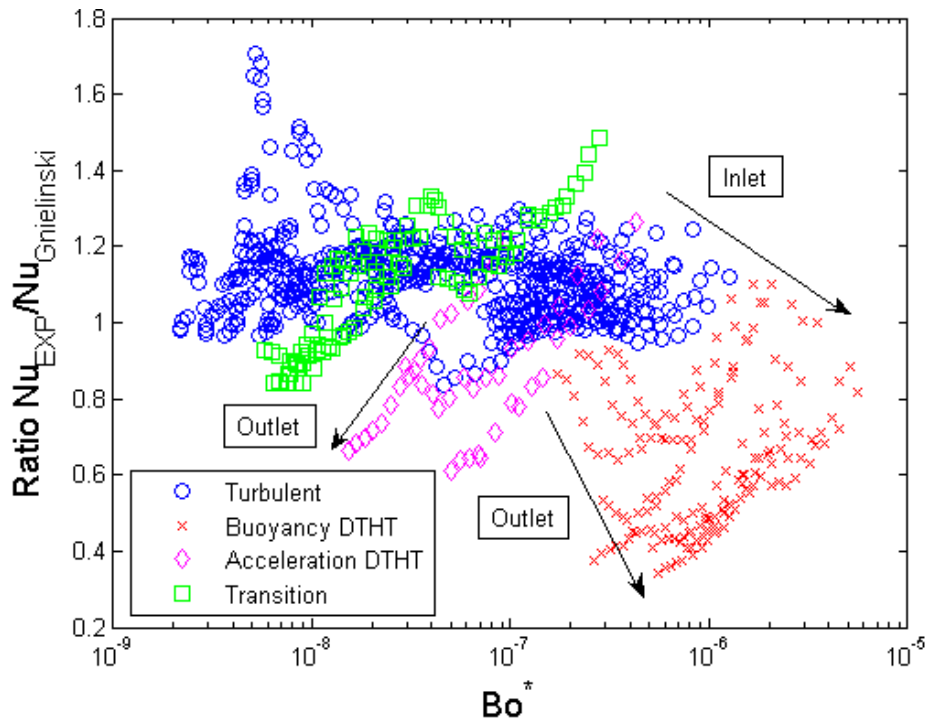 1.8
1.6
1.4
1.2
1
0.8
0.6
0.4
0.2
Ratio Nu_EXP/Nu_Gnielinski
Inlet
Outlet
Outlet
Turbulent
Buoyancy DTHT
Acceleration DTHT
Transition
10^-9
10^-8
10^-7
10^-6
10^-5
Bo^*